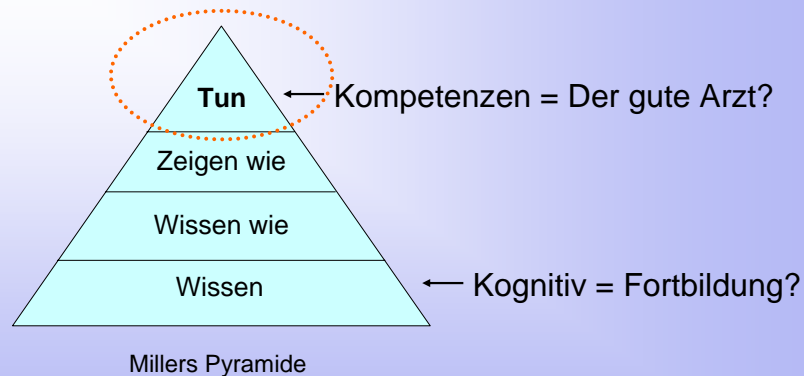 Tun
Kompetenzen = Der gute Arzt?
Zeigen wie
Wissen wie
Wissen
Kognitiv = Fortbildung?
Millers Pyramide